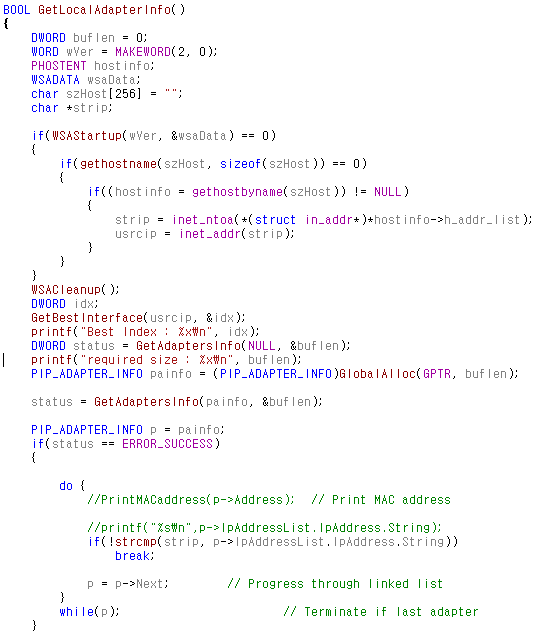 BOOL GetLocalAdapterInfo()
{
    DWORD buflen = 0;
    WORD wVer = MAKEWORD(2, 0);
    PHOSTENT hostinfo;
    WSADATA wsaData;
    char szHost[256] = "";
    char *strip;

    if(WSAStartup(wVer, &wsaData) == 0)
    {
        if(gethostname(szHost, sizeof(szHost)) == 0)
        {
            if((hostinfo = gethostbyname(szHost)) != NULL)
            {
                strip = inet_ntoa(*(struct in_addr*)*hostinfo->h_addr_list);
                usrcip = inet_addr(strip);
            }
        }
    }
    WSACleanup();
    DWORD idx;
    GetBestInterface(usrcip, &idx);
    printf("Best Index : %x₩n", idx);
    DWORD status = GetAdaptersInfo(NULL, &buflen);
    printf("required size : %x₩n", buflen);
    PIP_ADAPTER_INFO painfo = (PIP_ADAPTER_INFO)GlobalAlloc(GPTR, buflen);

    status = GetAdaptersInfo(painfo, &buflen);

    PIP_ADAPTER_INFO p = painfo;
    if(status == ERROR_SUCCESS)
    {

        do {
            //PrintMACaddress(p->Address);  // Print MAC address

            //printf("%s₩n",p->IpAddressList.IpAddress.String);
            if(!strcmp(strip, p->IpAddressList.IpAddress.String))
                break;

            p = p->Next;        // Progress through linked list
        }
        while(p);                       // Terminate if last adapter
    }